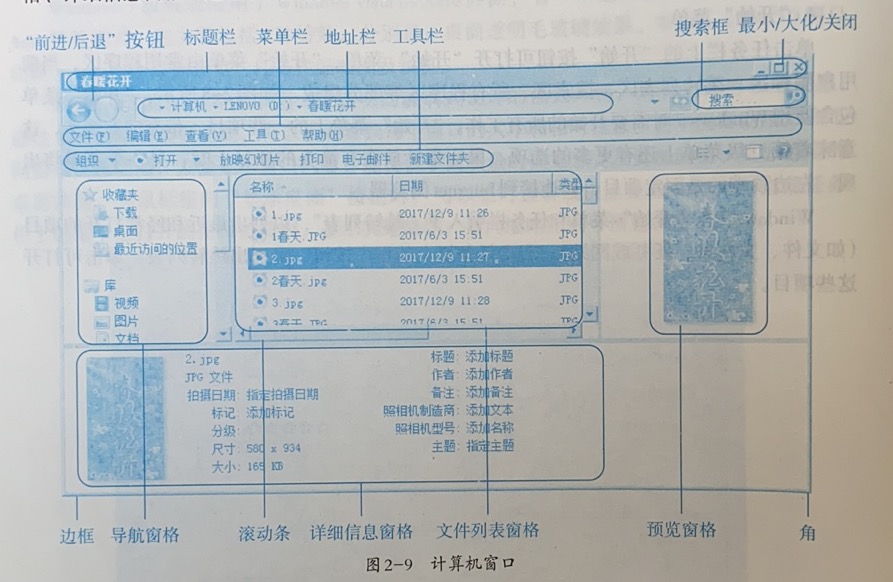 “前进/后退”按钮 标题栏 菜单栏 地址栏 工具栏 搜索框 最小/大化/关闭
春暖花开
计算机 LENOVO (D:) 春暖花开 搜索
文件(F) 编辑(E) 查看(V) 工具(T) 帮助(H)
组织 打开 放映幻灯片 打印 电子邮件 新建文件夹
收藏夹
下载
桌面
最近访问的位置
库
视频
图片
文档
名称 日期 类型
1.jpg 2017/12/9 11:26 JPG
1春天.JPG 2017/6/3 15:51 JPG
2.jpg 2017/12/9 11:27 JPG
2春天.jpg 2017/6/3 15:51 JPG
3.jpg 2017/12/9 11:28 JPG
3春天.JPG 2017/6/3 15:51 JPG
2.jpg
JPG 文件
拍摄日期: 指定拍摄日期
标记: 添加标记
分级:
尺寸: 580 x 934
大小: 165 KB
标题: 添加标题
作者: 添加作者
备注: 添加备注
照相机制造商: 添加文本
照相机型号: 添加名称
主题: 指定主题
边框 导航窗格 滚动条 详细信息窗格 文件列表窗格 预览窗格 角
图2-9 计算机窗口